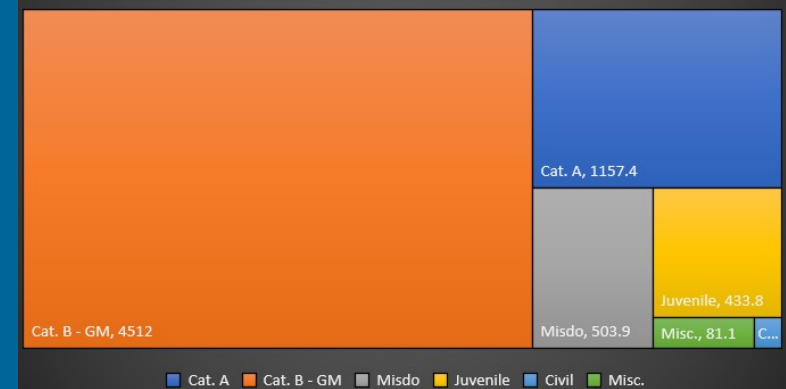 Cat. A, 1157.4
Cat. B - GM, 4512
Misdo, 503.9
Juvenile, 433.8
Misc., 81.1
C...
Cat. A
Cat. B - GM
Misdo
Juvenile
Civil
Misc.